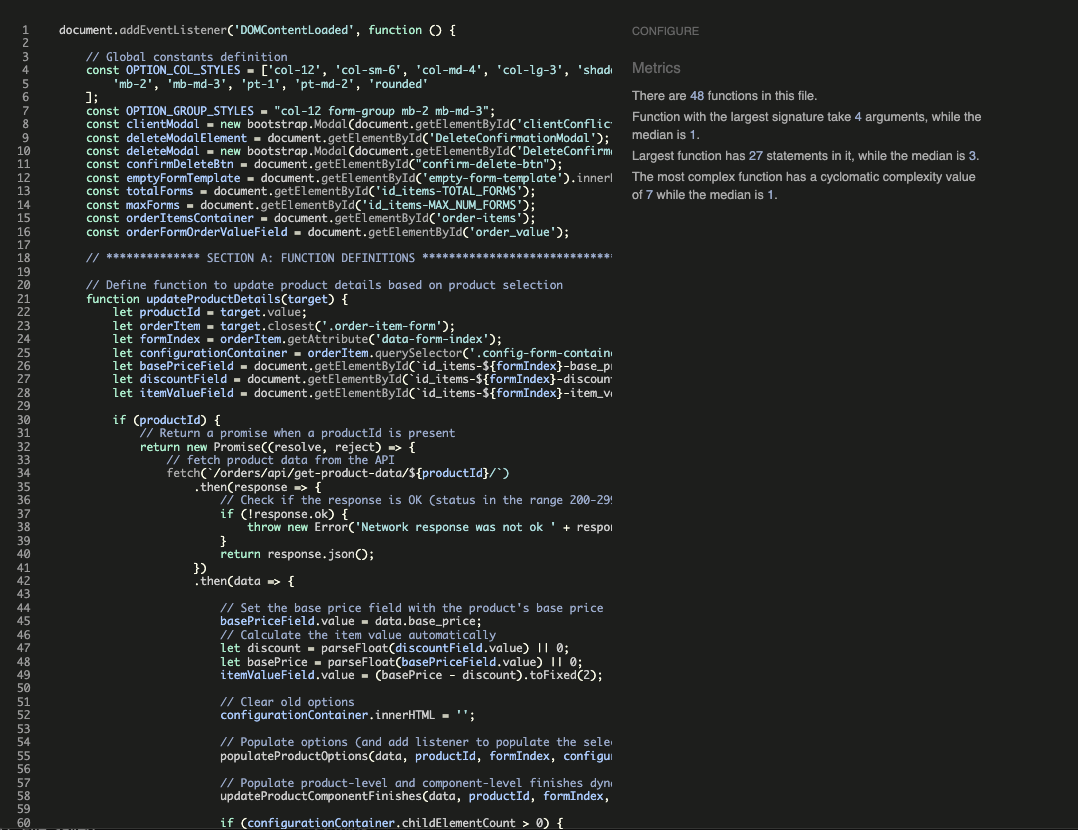 CONFIGURE
Metrics
There are 48 functions in this file.
Function with the largest signature take 4 arguments, while the
median is 1.
Largest function has 27 statements in it, while the median is 3.
The most complex function has a cyclomatic complexity value
of 7 while the median is 1.
1 document.addEventListener('DOMContentLoaded', function () {
2
3 // Global constants definition
4 const OPTION_COL_STYLES = ['col-12', 'col-sm-6', 'col-md-4', 'col-lg-3', 'shad
5 'mb-2', 'mb-md-3', 'pt-1', 'pt-md-2', 'rounded'
6 ];
7 const OPTION_GROUP_STYLES = "col-12 form-group mb-2 mb-md-3";
8 const clientModal = new bootstrap.Modal(document.getElementById('clientConflic
9 const deleteModalElement = document.getElementById('DeleteConfirmationModal');
10 const deleteModal = new bootstrap.Modal(document.getElementById('DeleteConfirm
11 const confirmDeleteBtn = document.getElementById("confirm-delete-btn");
12 const emptyFormTemplate = document.getElementById('empty-form-template').inner
13 const totalForms = document.getElementById('id_items-TOTAL_FORMS');
14 const maxForms = document.getElementById('id_items-MAX_NUM_FORMS');
15 const orderItemsContainer = document.getElementById('order-items');
16 const orderFormOrderValueField = document.getElementById('order_value');
17
18 // ************** SECTION A: FUNCTION DEFINITIONS ****************************
19
20 // Define function to update product details based on product selection
21 function updateProductDetails(target) {
22 let productId = target.value;
23 let orderItem = target.closest('.order-item-form');
24 let formIndex = orderItem.getAttribute('data-form-index');
25 let configurationContainer = orderItem.querySelector('.config-form-contain
26 let basePriceField = document.getElementById(`id_items-${formIndex}-base_p
27 let discountField = document.getElementById(`id_items-${formIndex}-discoun
28 let itemValueField = document.getElementById(`id_items-${formIndex}-item_v
29
30 if (productId) {
31 // Return a promise when a productId is present
32 return new Promise((resolve, reject) => {
33 // fetch product data from the API
34 fetch(`/orders/api/get-product-data/${productId}/`)
35 .then(response => {
36 // Check if the response is OK (status in the range 200-29
37 if (!response.ok) {
38 throw new Error('Network response was not ok ' + respon
39 }
40 return response.json();
41 })
42 .then(data => {
43
44 // Set the base price field with the product's base price
45 basePriceField.value = data.base_price;
46 // Calculate the item value automatically
47 let discount = parseFloat(discountField.value) || 0;
48 let basePrice = parseFloat(basePriceField.value) || 0;
49 itemValueField.value = (basePrice - discount).toFixed(2);
50
51 // Clear old options
52 configurationContainer.innerHTML = '';
53
54 // Populate options (and add listener to populate the sele
55 populateProductOptions(data, productId, formIndex, configu
56
57 // Populate product-level and component-level finishes dyn
58 updateProductComponentFinishes(data, productId, formIndex,
59
60 if (configurationContainer.childElementCount > 0) {